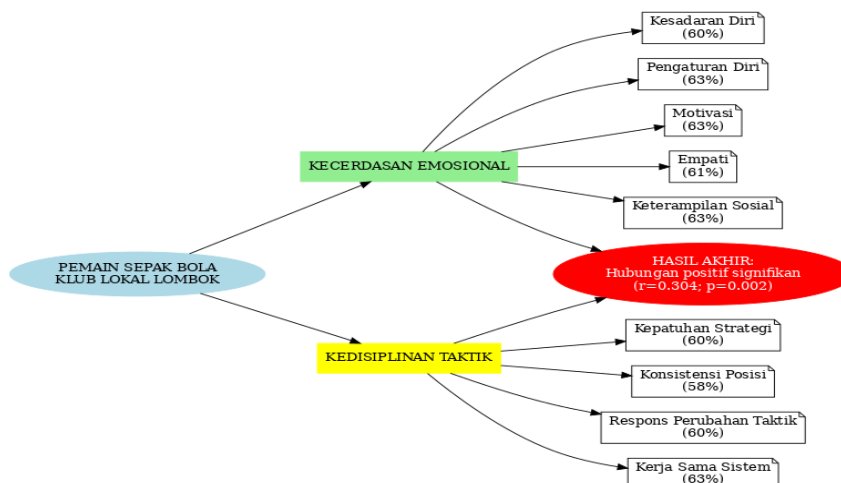 Kesadaran Diri
(60%)
Pengaturan Diri
(63%)
Motivasi
(63%)
KECERDASAN EMOSIONAL
Empati
(61%)
Keterampilan Sosial
(63%)
PEMAIN SEPAK BOLA
KLUB LOKAL LOMBOK
HASIL AKHIR:
Hubungan positif signifikan
(r=0.304; p=0.002)
KEDISIPLINAN TAKTIK
Kepatuhan Strategi
(60%)
Konsistensi Posisi
(58%)
Respons Perubahan Taktik
(60%)
Kerja Sama Sistem
(63%)